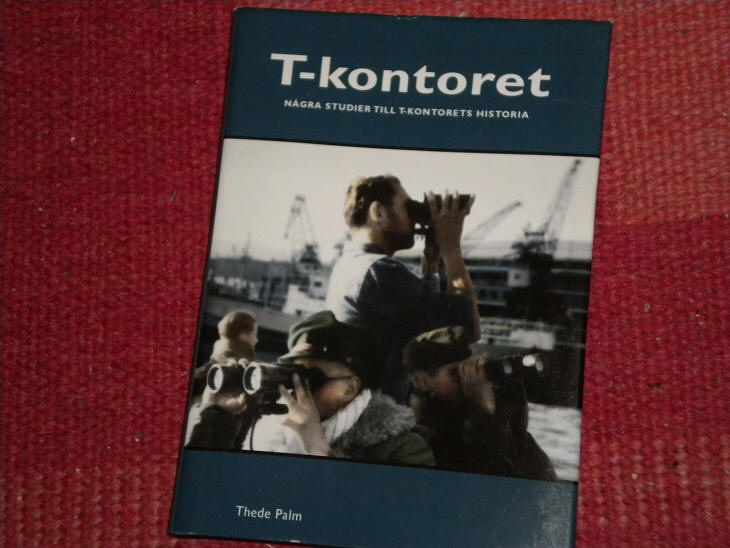 T-kontoret
NÅGRA STUDIER TILL T-KONTORETS HISTORIA
Thede Palm